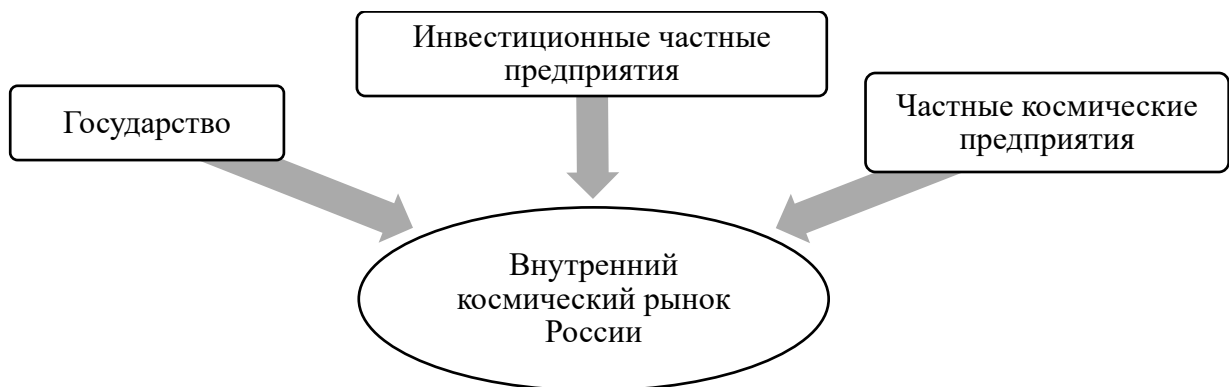 Инвестиционные частные
предприятия
Государство
Частные космические
предприятия
Внутренний
космический рынок
России